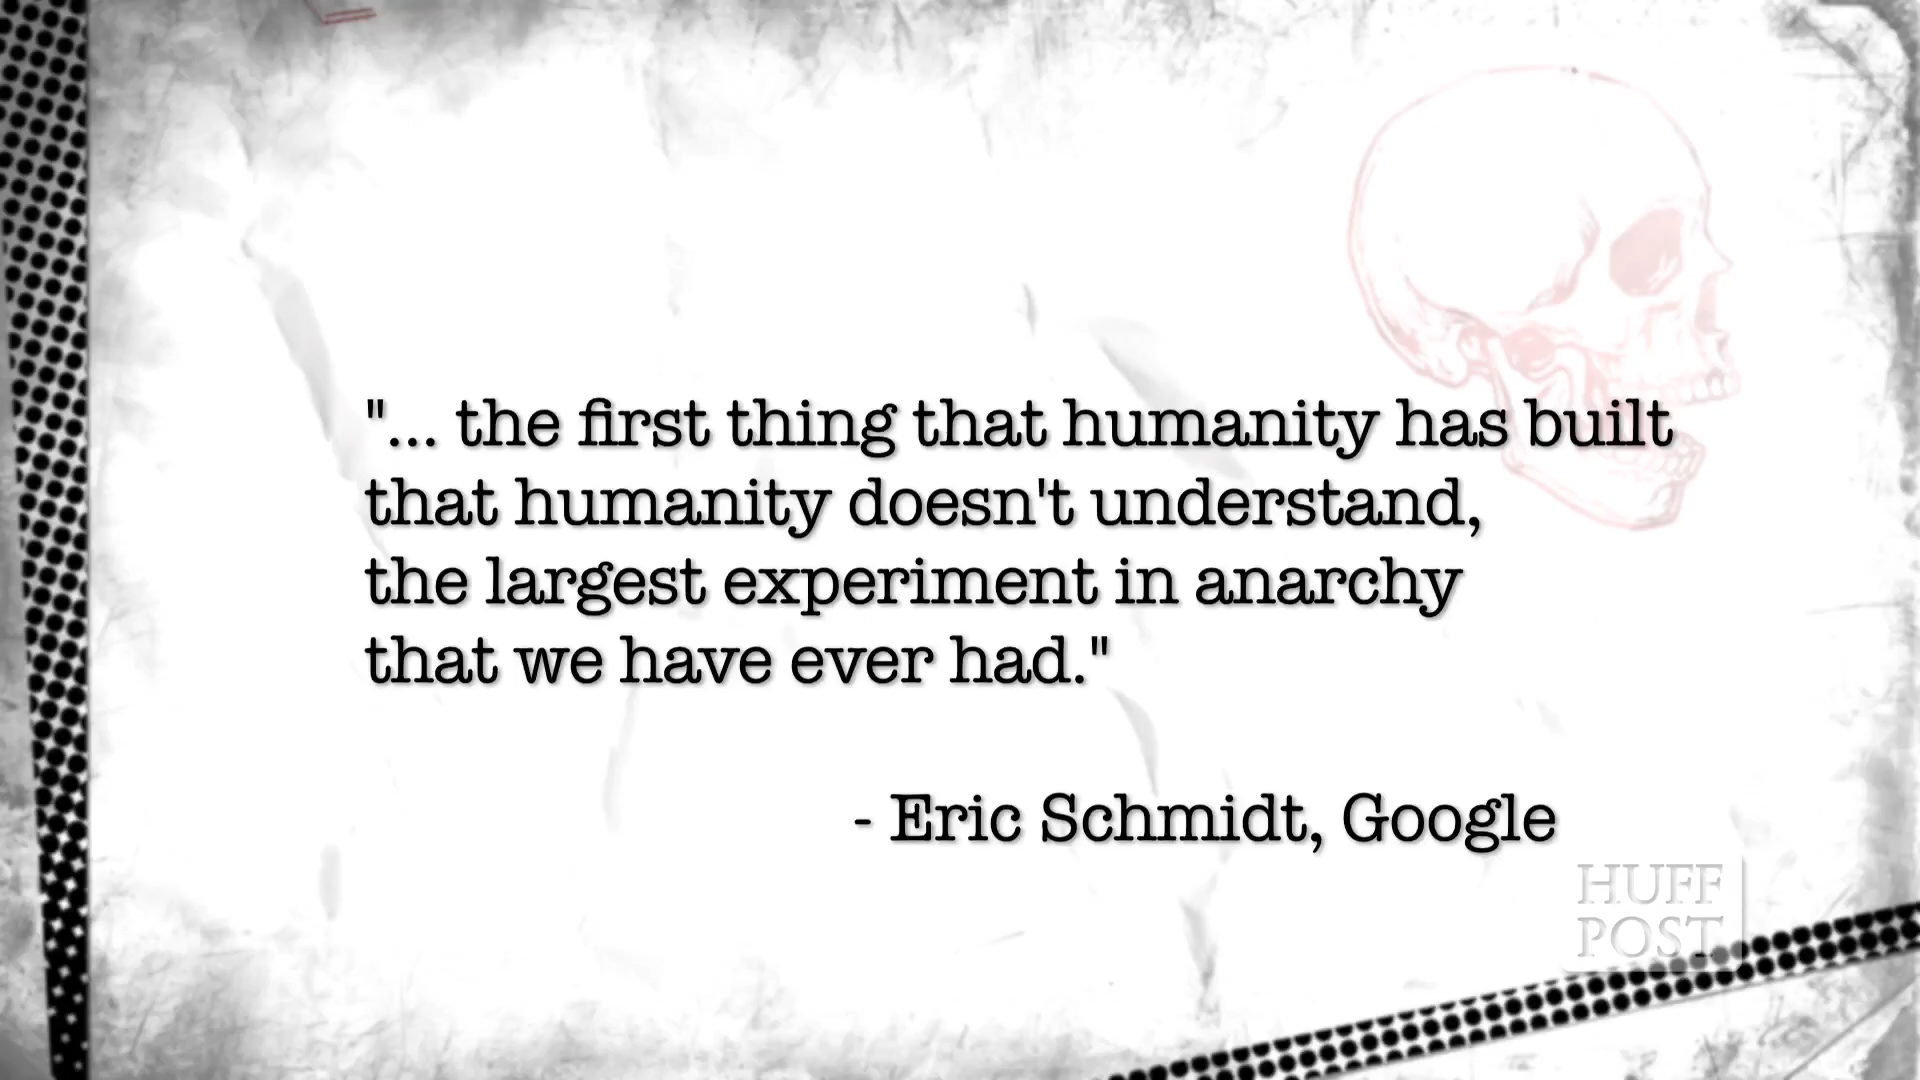 "... the first thing that humanity has built
that humanity doesn't understand,
the largest experiment in anarchy
that we have ever had."
- Eric Schmidt, Google
HUFF
POST